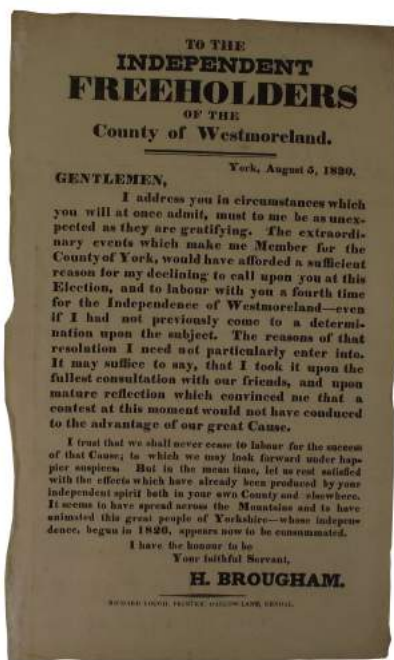 TO THE
INDEPENDENT
FREEHOLDERS
OF THE
County of Westmoreland.
York, August 5, 1830.
GENTLEMEN,
I address you in circumstances which
you will at once admit, must to me be as unex-
pected as they are gratifying. The extraordi-
nary events which make me Member for the
County of York, would have afforded a sufficient
reason for my declining to call upon you at this
Election, and to labour with you a fourth time
for the Independence of Westmoreland—even
if I had not previously come to a determi-
nation upon the subject. The reasons of that
resolution I need not particularly enter into.
It may suffice to say, that I took it upon the
fullest consultation with our friends, and upon
mature reflection which convinced me that a
contest at this moment would not have conduced
to the advantage of our great Cause.
I trust that we shall never cease to labour for the success
of that Cause; to which we may look forward under hap-
pier auspices. But in the mean time, let us rest satisfied
with the effects which have already been produced by your
independent spirit both in your own County and elsewhere.
It seems to have spread across the Mountains and to have
animated this great people of Yorkshire—whose indepen-
dence, begun in 1826, appears now to be consummated.
I have the honour to be
Your faithful Servant,
H. BROUGHAM.
RICHARD LOUGH, PRINTER, LANE, KENDAL.